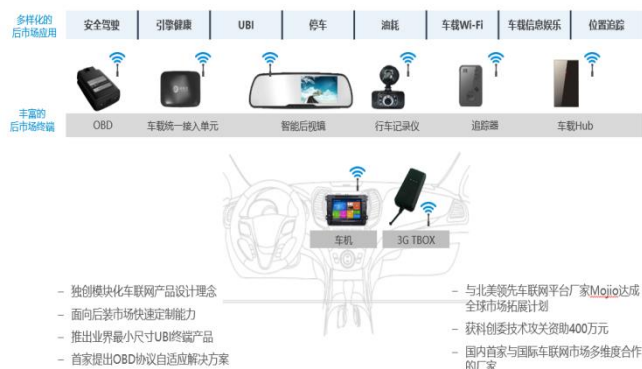 多样化的
后市场应用
安全驾驶
引擎健康
UBI
停车
油耗
车载Wi-Fi
车载信息娱乐
位置追踪
丰富的
后市场终端
OBD
车载统一接入单元
智能后视镜
行车记录仪
追踪器
车载Hub
车机
3G TBOX
– 独创模块化车联网产品设计理念
– 面向后装市场快速定制能力
– 推出业界最小尺寸UBI终端产品
– 首家提出OBD协议自适应解决方案
– 与北美领先车联网平台厂家Mojio达成
全球市场拓展计划
– 获科创委技术攻关资助400万元
– 国内首家与国际车联网市场多维度合作
的厂家